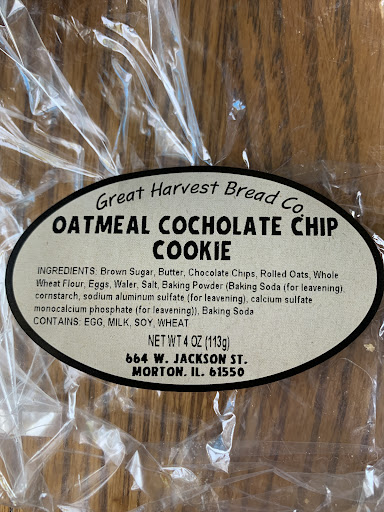 Great Harvest Bread Co.
OATMEAL COCHOLATE CHIP
COOKIE
INGREDIENTS: Brown Sugar, Butter, Chocolate Chips, Rolled Oats, Whole
Wheat Flour, Eggs, Water, Salt, Baking Powder (Baking Soda (for leavening),
cornstarch, sodium aluminum sulfate (for leavening), calcium sulfate
monocalcium phosphate (for leavening)), Baking Soda
CONTAINS: EGG, MILK, SOY, WHEAT
NET WT 4 OZ (113g)
664 W. JACKSON ST.
MORTON, IL. 61550